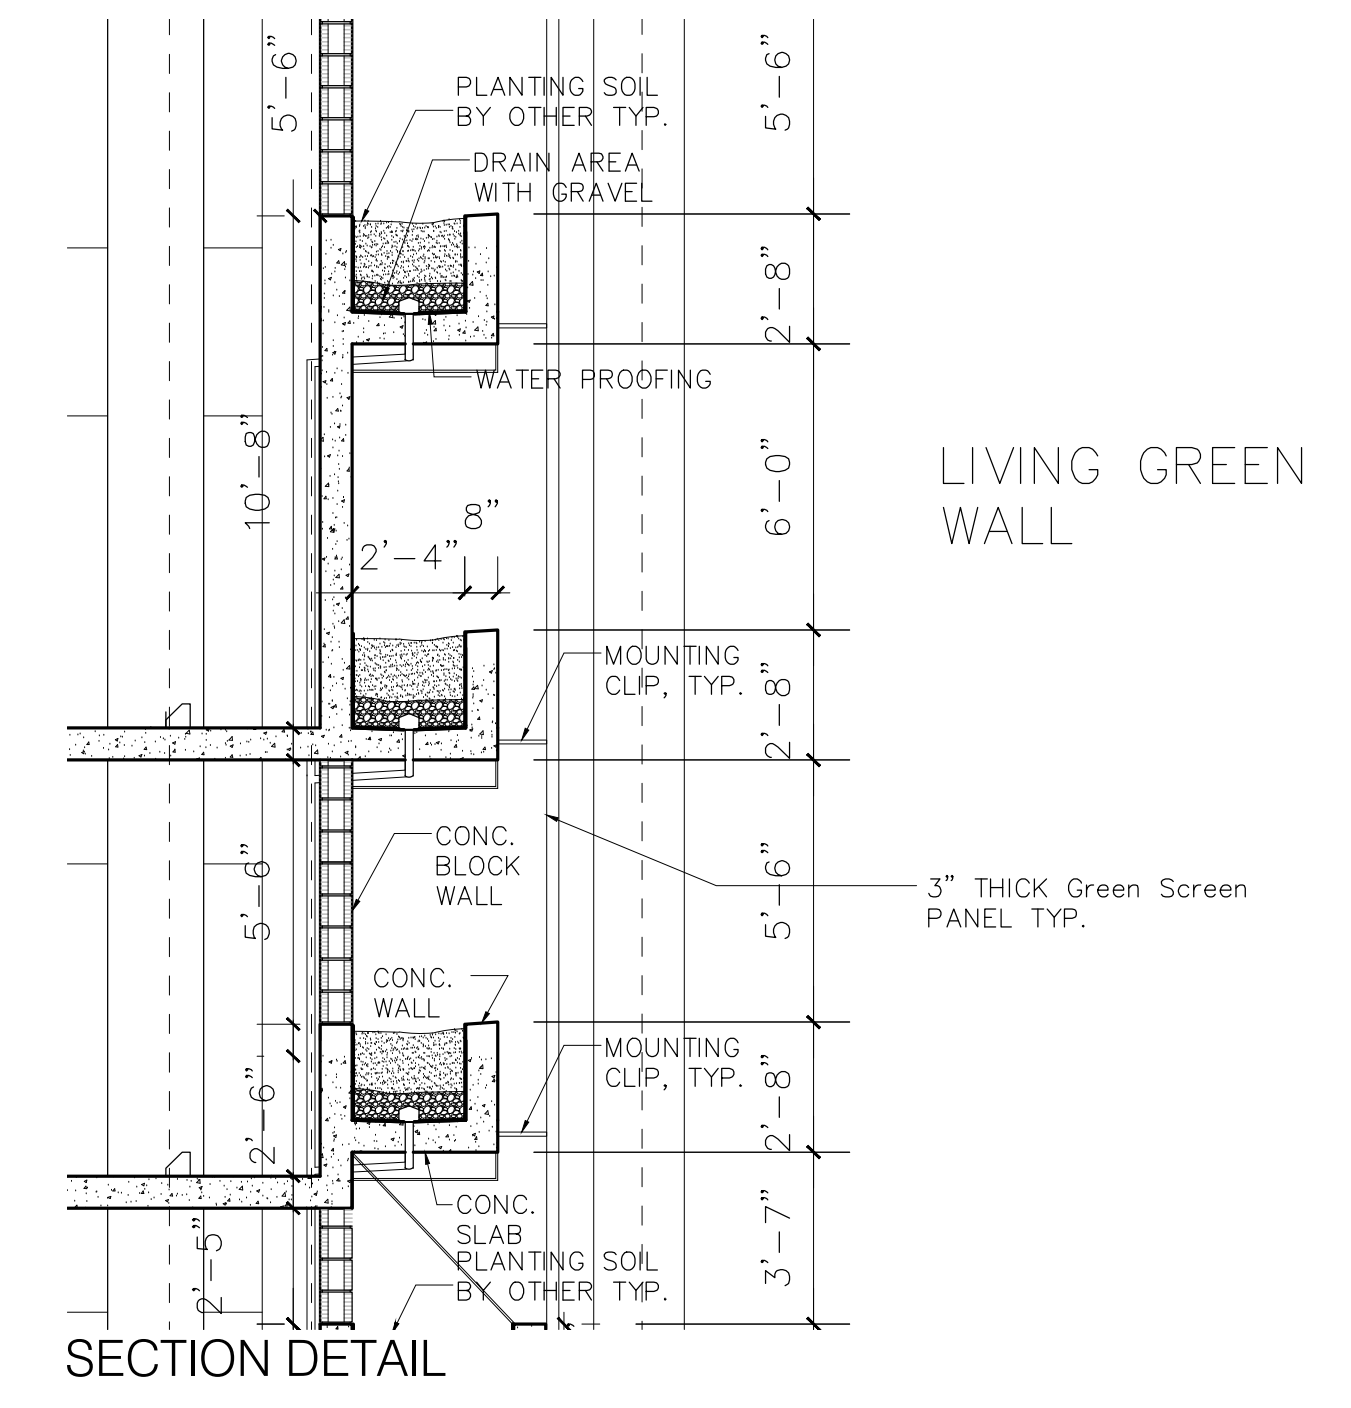 5'-6"
5'-6"
PLANTING SOIL
BY OTHER TYP.
DRAIN AREA
WITH GRAVEL
2'-8"
WATER PROOFING
10'-8"
6'-0"
LIVING GREEN
WALL
8"
2'-4"
MOUNTING
CLIP, TYP.
2'-8"
CONC.
BLOCK
WALL
5'-6"
5'-6"
3" THICK Green Screen
PANEL TYP.
CONC.
WALL
MOUNTING
CLIP, TYP.
2'-8"
2'-6"
CONC.
SLAB
2'-5"
3'-7"
PLANTING SOIL
BY OTHER TYP.
SECTION DETAIL